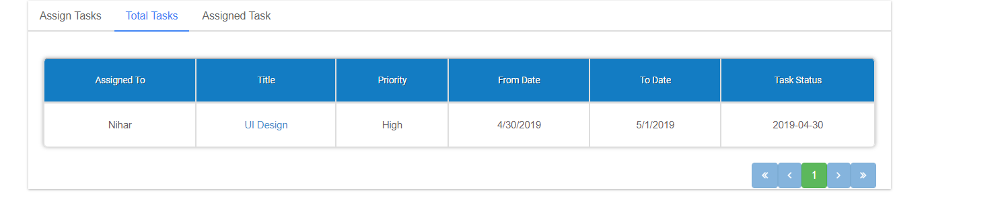 Assign Tasks Total Tasks Assigned Task
Assigned To Title Priority From Date To Date Task Status
Nihar UI Design High 4/30/2019 5/1/2019 2019-04-30
« ‹ 1 › »